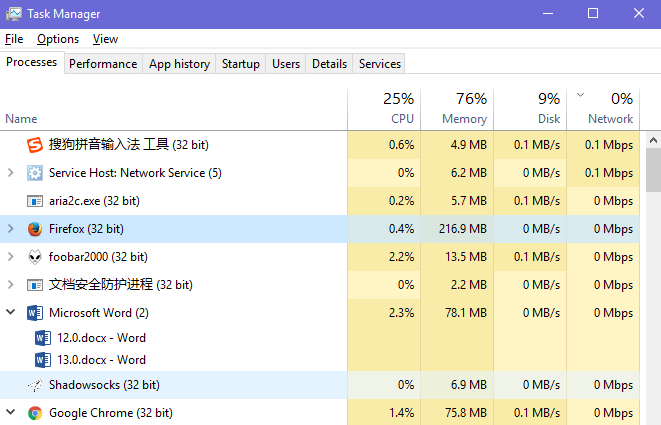 Task Manager
File Options View
Processes Performance App history Startup Users Details Services
25% 76% 9% 0%
Name CPU Memory Disk Network
搜狗拼音输入法 工具 (32 bit) 0.6% 4.9 MB 0.1 MB/s 0.1 Mbps
Service Host: Network Service (5) 0% 6.2 MB 0 MB/s 0.1 Mbps
aria2c.exe (32 bit) 0.2% 5.7 MB 0.1 MB/s 0 Mbps
Firefox (32 bit) 0.4% 216.9 MB 0 MB/s 0 Mbps
foobar2000 (32 bit) 2.2% 13.5 MB 0.1 MB/s 0 Mbps
文档安全防护进程 (32 bit) 0% 2.2 MB 0 MB/s 0 Mbps
Microsoft Word (2) 2.3% 78.1 MB 0 MB/s 0 Mbps
12.0.docx - Word
13.0.docx - Word
Shadowsocks (32 bit) 0% 6.9 MB 0 MB/s 0 Mbps
Google Chrome (32 bit) 1.4% 75.8 MB 0.1 MB/s 0 Mbps